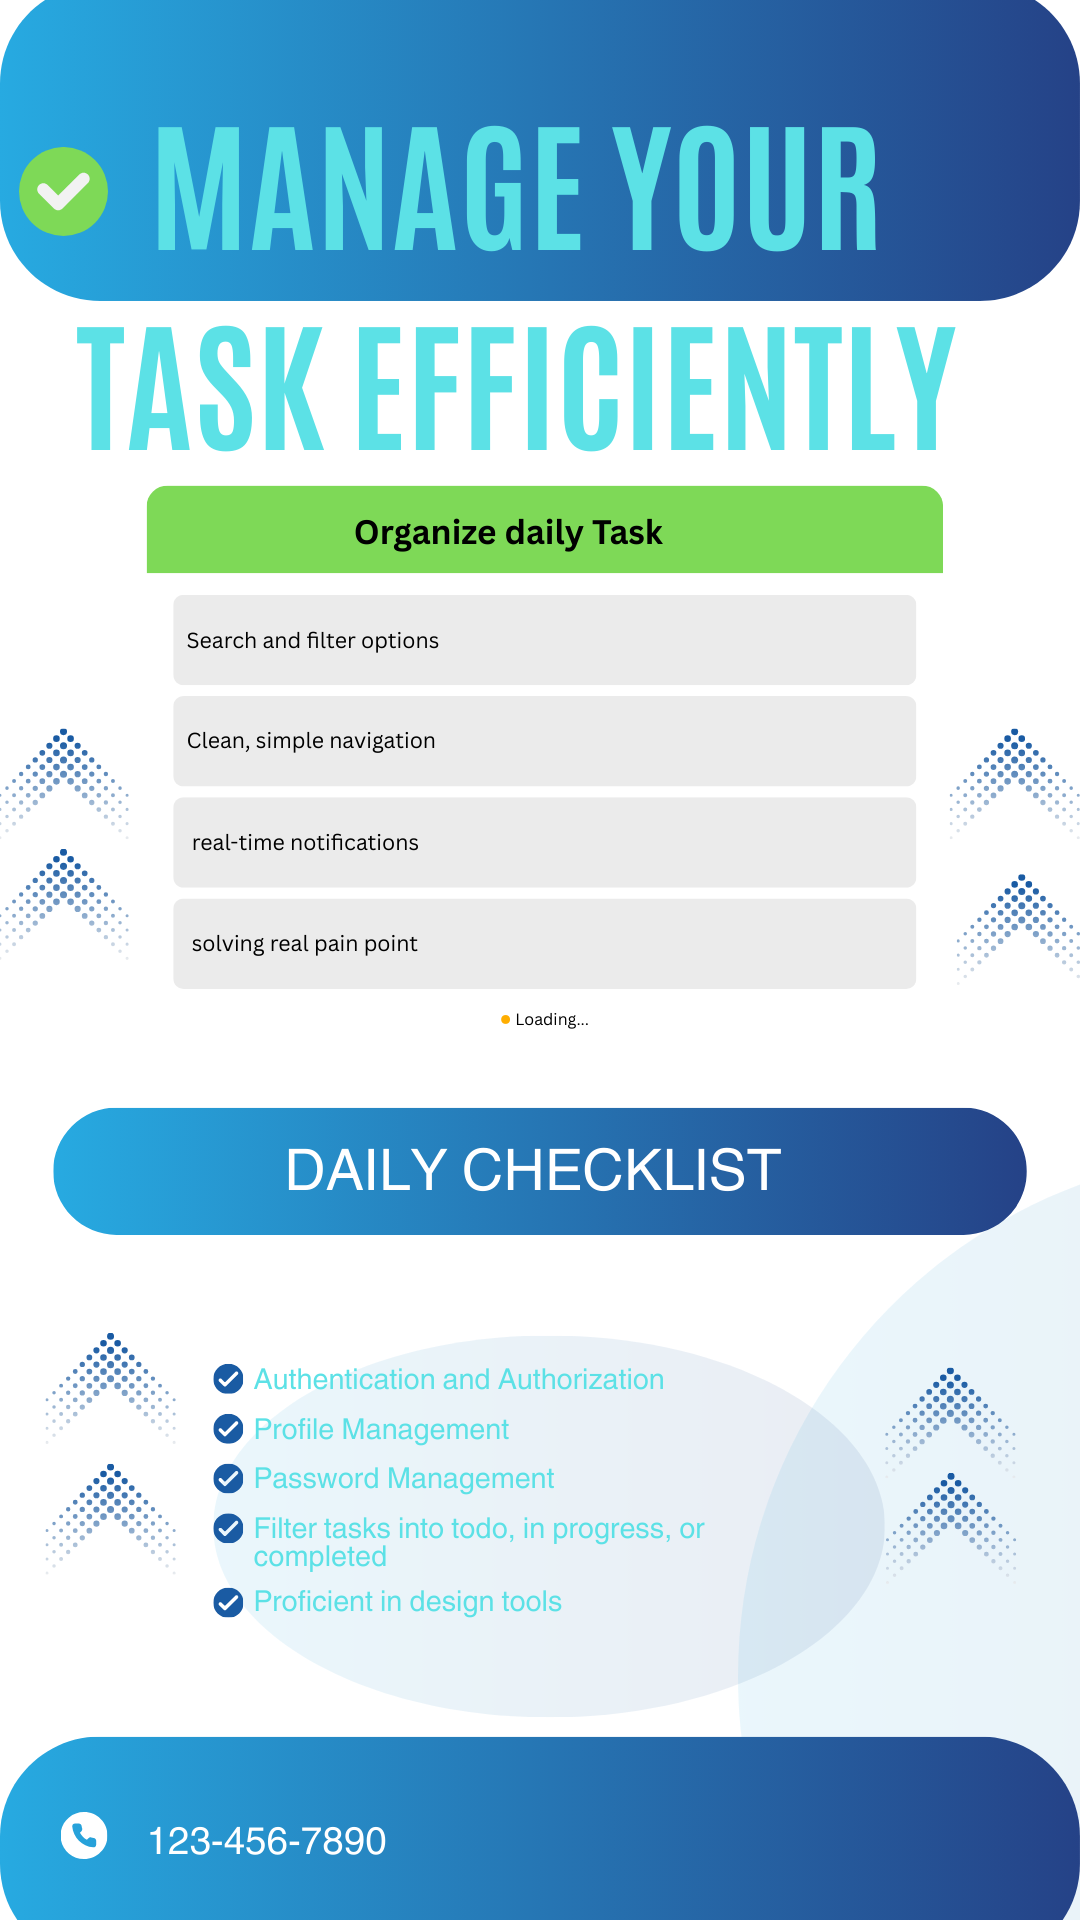 MANAGE YOUR
TASK EFFICIENTLY
Organize daily Task
Search and filter options
Clean, simple navigation
real-time notifications
solving real pain point
Loading...
DAILY CHECKLIST
Authentication and Authorization
Profile Management
Password Management
Filter tasks into todo, in progress, or
completed
Proficient in design tools
123-456-7890